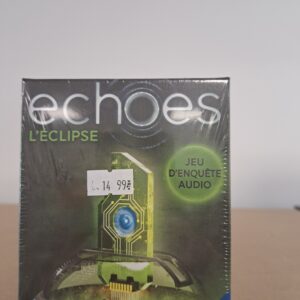 echoes
L'ÉCLIPSE
JEU
D'ENQUÊTE
AUDIO
14 99